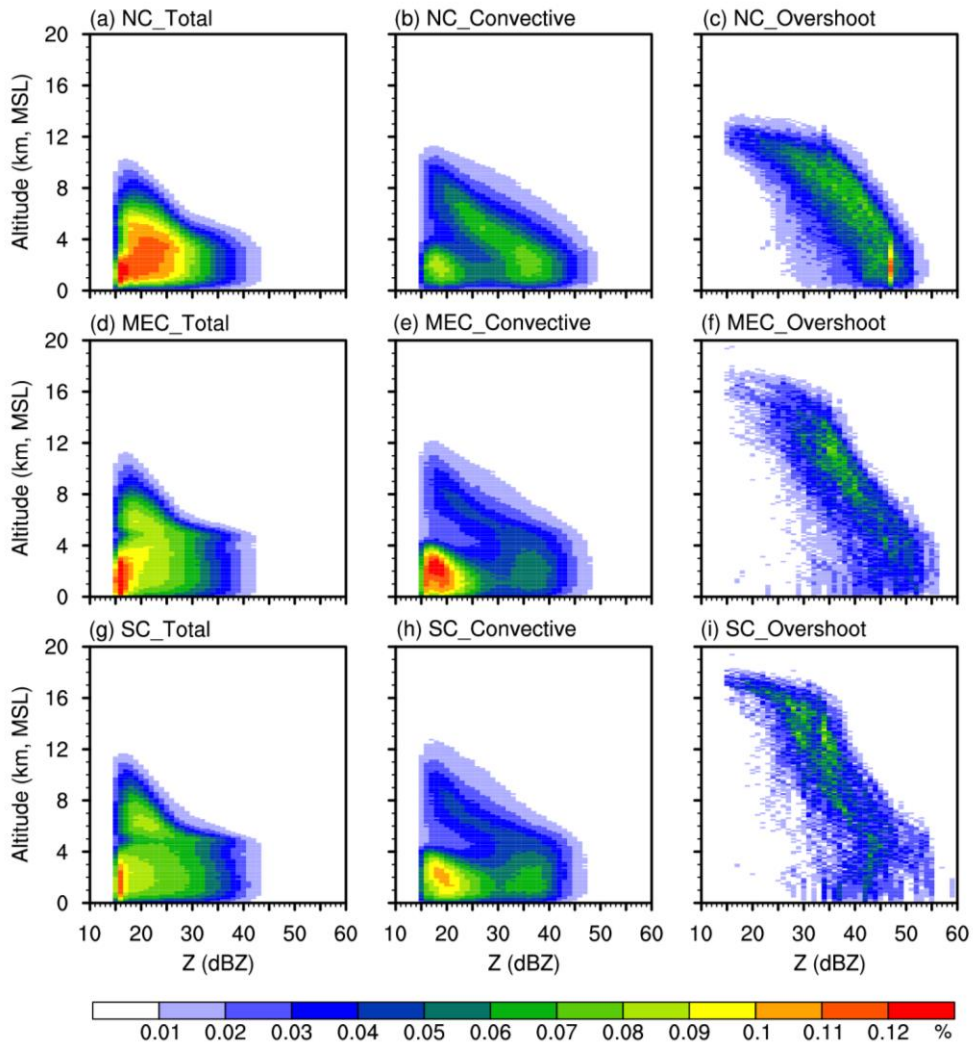 (a) NC_Total (b) NC_Convective (c) NC_Overshoot
20
16
12
8
4
0
Altitude (km, MSL)
(d) MEC_Total (e) MEC_Convective (f) MEC_Overshoot
20
16
12
8
4
0
Altitude (km, MSL)
(g) SC_Total (h) SC_Convective (i) SC_Overshoot
20
16
12
8
4
0
Altitude (km, MSL)
10 20 30 40 50 60 10 20 30 40 50 60 10 20 30 40 50 60
Z (dBZ) Z (dBZ) Z (dBZ)
0.01 0.02 0.03 0.04 0.05 0.06 0.07 0.08 0.09 0.1 0.11 0.12 %